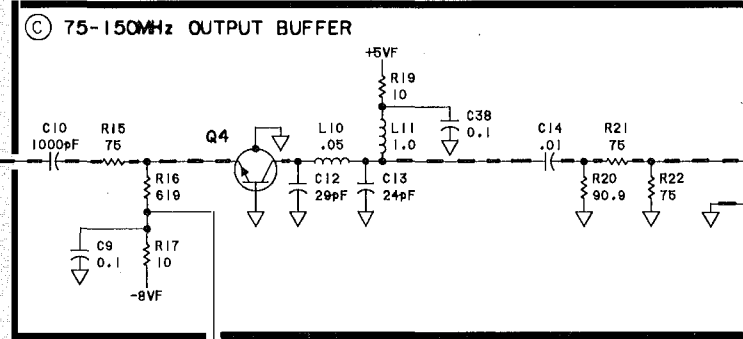 C 75-150MHz OUTPUT BUFFER
+5VF
R19
10
C10
1000pF
R15
75
Q4
L10
.05
L11
1.0
C38
0.1
C14
.01
R21
75
R16
619
C12
29pF
C13
24pF
R20
90.9
R22
75
C9
0.1
R17
10
-8VF